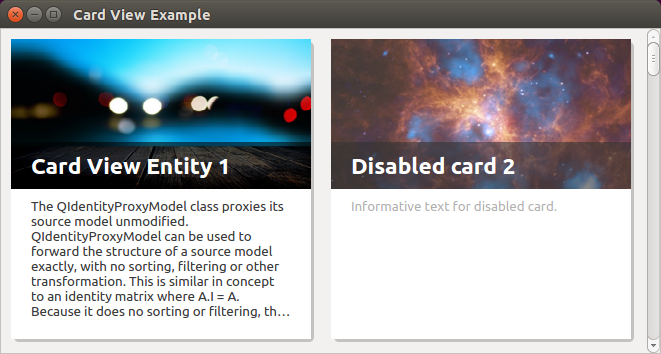 Card View Example
Card View Entity 1
The QIdentityProxyModel class proxies its
source model unmodified.
QIdentityProxyModel can be used to
forward the structure of a source model
exactly, with no sorting, filtering or other
transformation. This is similar in concept
to an identity matrix where A.I = A.
Because it does no sorting or filtering, th…
Disabled card 2
Informative text for disabled card.